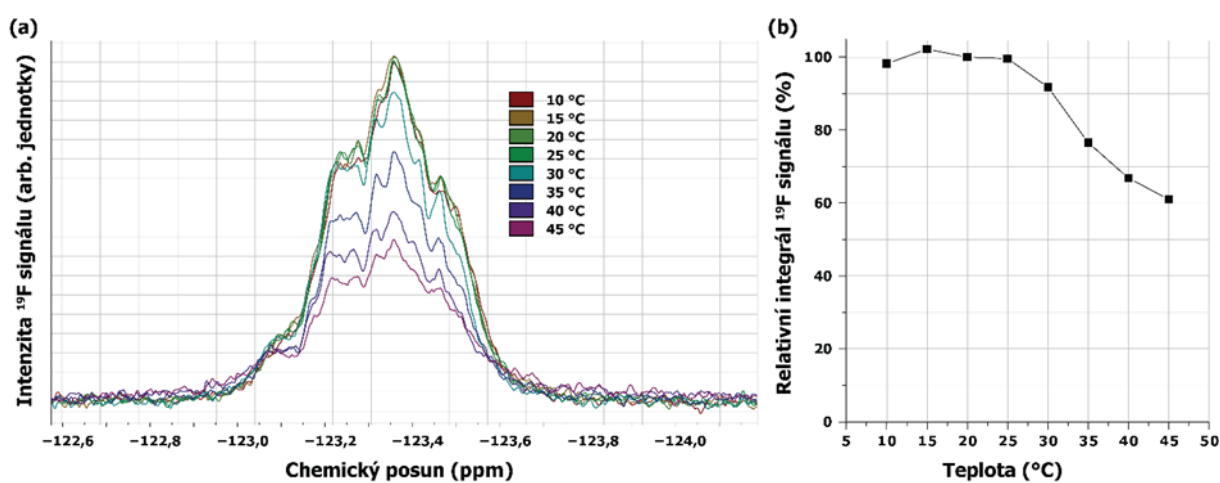 (a)
Intenzita ¹⁹F signálu (arb. jednotky)
10 °C
15 °C
20 °C
25 °C
30 °C
35 °C
40 °C
45 °C
−122,6 −122,8 −123,0 −123,2 −123,4 −123,6 −123,8 −124,0
Chemický posun (ppm)
(b)
Relativní integrál ¹⁹F signálu (%)
100
80
60
40
20
0
5 10 15 20 25 30 35 40 45 50
Teplota (°C)